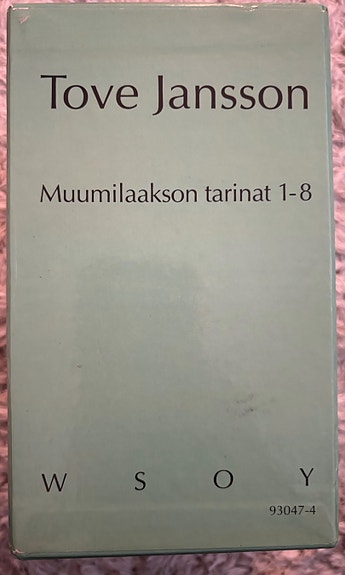 Tove Jansson
Muumilaakson tarinat 1-8
W S O Y
93047-4